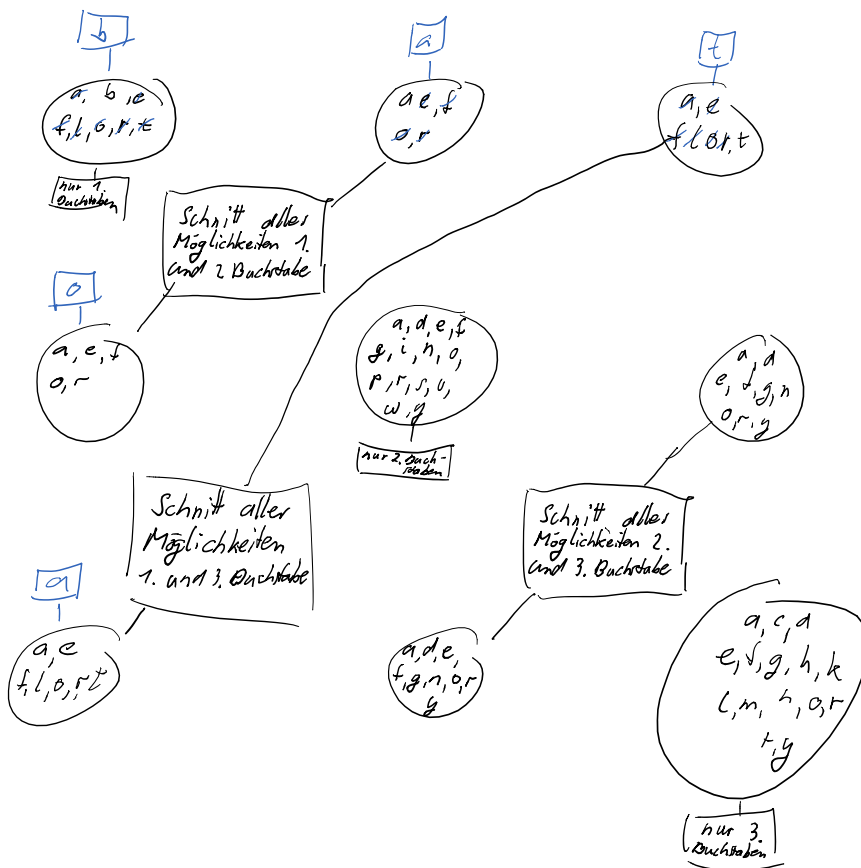 b
a
t
a, b, e
f, l, o, r, t
a e, f
o, r
a, e
f l o r, t
nur 1.
Buchstaben
Schnitt aller
Möglichkeiten 1.
und 2 Buchstabe
o
a, e, f
o, r
a, d, e, f
g, i, n, o,
p, r, s, u,
w, y
nur 2. Buch-
staben
a, d
e, f, g, n
o, r, y
Schnitt aller
Möglichkeiten
1. und 3. Buchstabe
Schnitt aller
Möglichkeiten 2.
und 3. Buchstabe
a
a, e
f, l, o, r, t
a, d, e,
f, g, n, o, r
y
a, c, d
e, f, g, h, k
l, m, n, o, r
t, y
nur 3.
Buchstaben